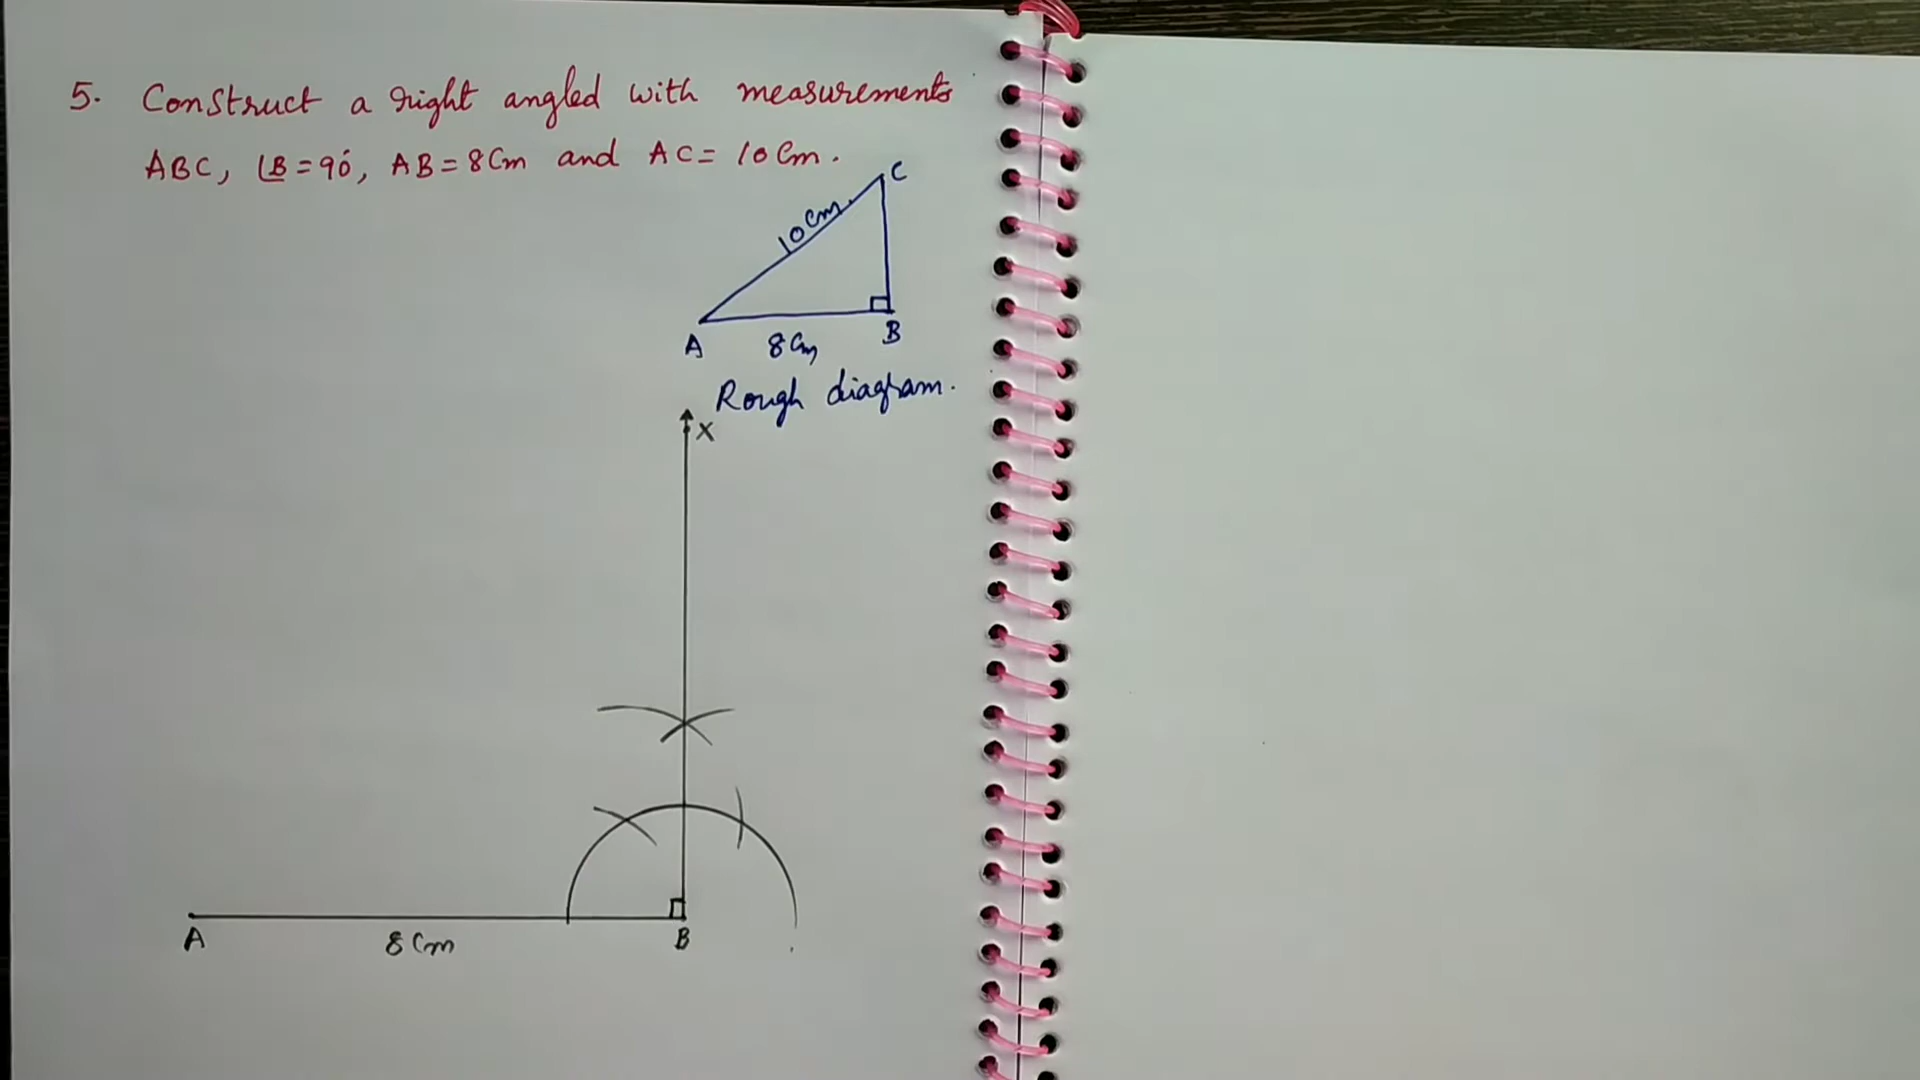 5. Construct a right angled with measurements
ABC, ∠B = 90°, AB = 8 Cm and AC = 10 Cm.
C
10 Cm
A 8 Cm B
Rough diagram.
X
A 8 Cm B